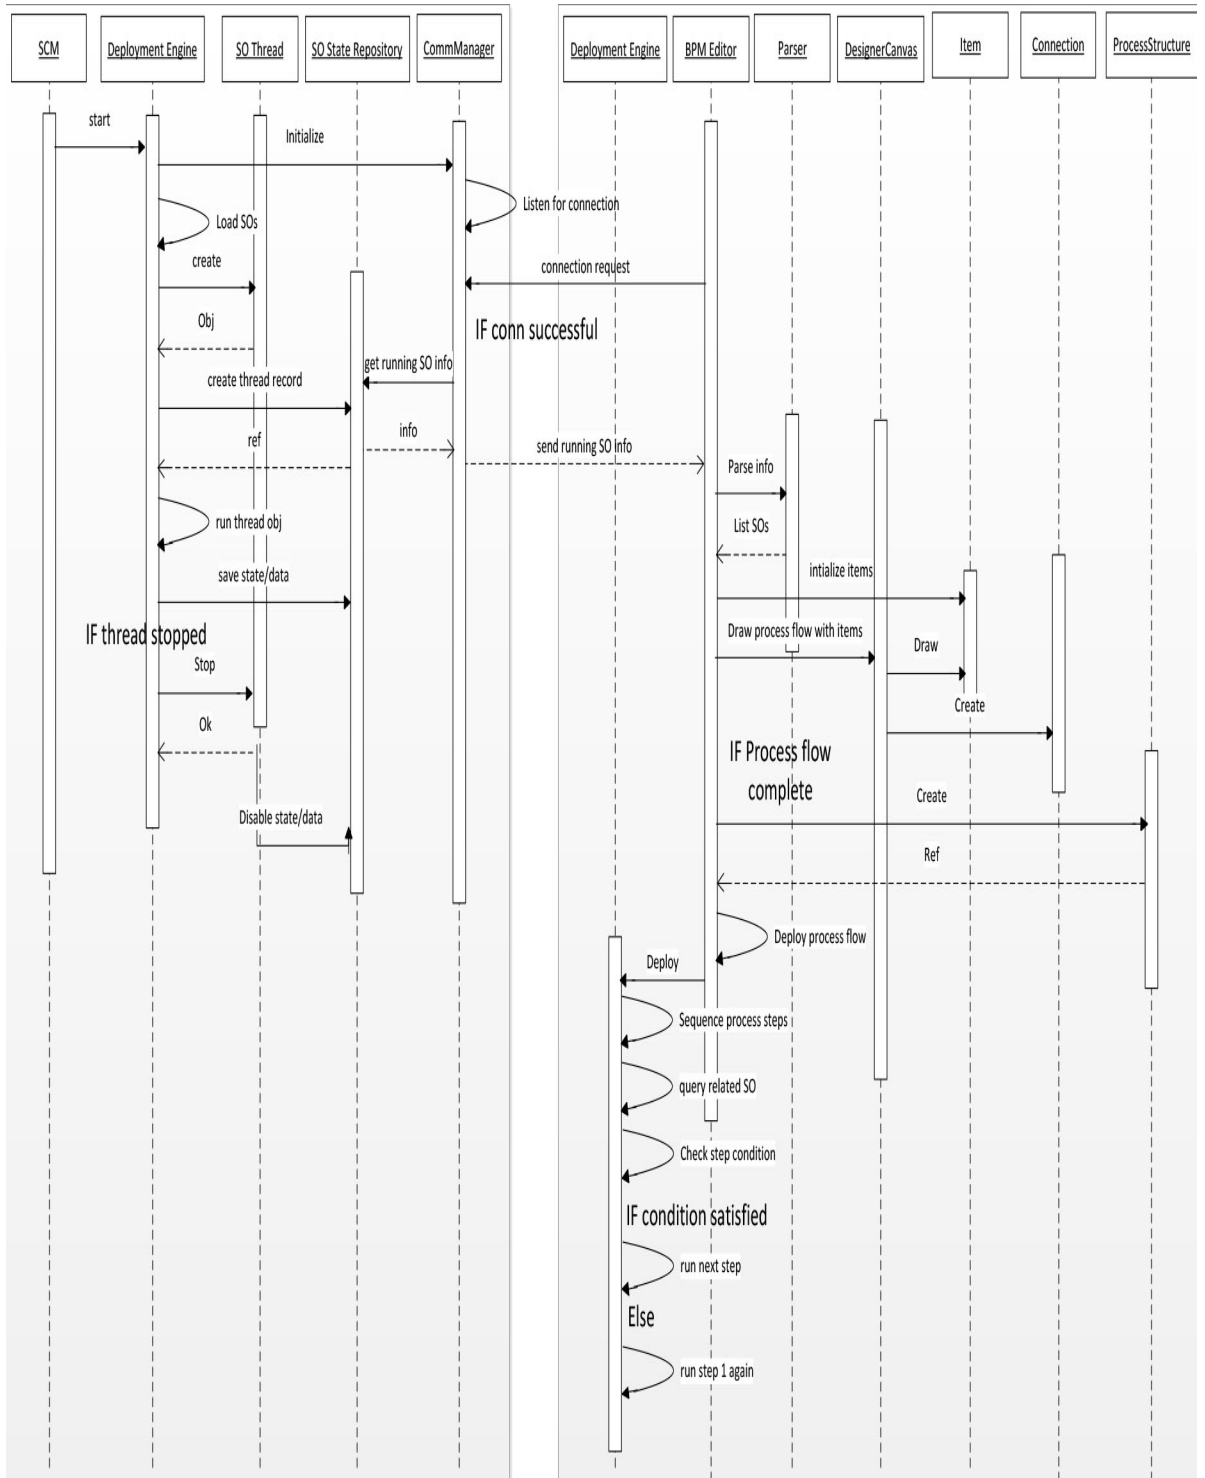 SCM
Deployment Engine
SO Thread
SO State Repository
CommManager
Deployment Engine
BPM Editor
Parser
DesignerCanvas
Item
Connection
ProcessStructure
start
Initialize
Listen for connection
Load SOs
create
connection request
Obj
IF conn successful
get running SO info
create thread record
info
ref
send running SO Info
Parse info
run thread obj
List SOs
save state/data
intialize items
IF thread stopped
Draw process flow with items
Stop
Draw
Ok
Create
IF Process flow
complete
Disable state/data
Create
Ref
Deploy process flow
Deploy
Sequence process steps
query related SO
Check step condition
IF condition satisfied
run next step
Else
run step 1 again